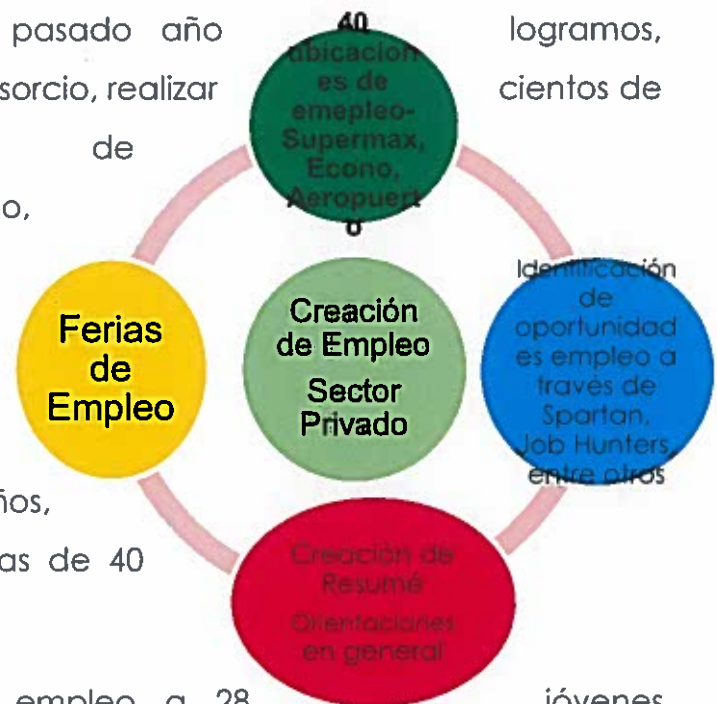 pasado año logramos,
sorcio, realizar cientos de
de
o,
ños,
as de 40
empleo a 28 jóvenes
40
ubicacion
es de
emepleo-
Supermax,
Econo,
Aeropuert
o
Ferias
de
Empleo
Creación
de Empleo
Sector
Privado
Identificación
de
oportunidad
es empleo a
través de
Spartan,
Job Hunters,
entre otros
Creación de
Resumé
Orientaciones
en general